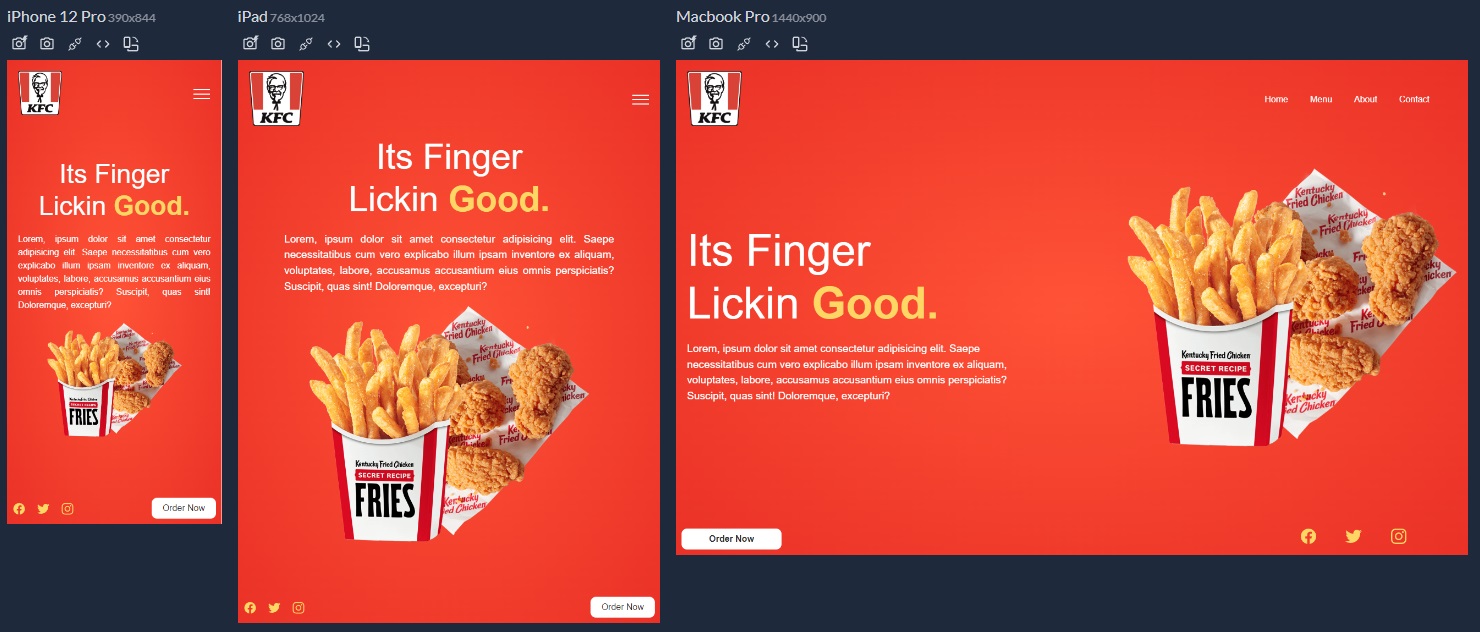 iPhone 12 Pro 390x844
KFC
Its Finger
Lickin Good.
Lorem, ipsum dolor sit amet consectetur
adipisicing elit. Saepe necessitatibus cum vero
explicabo illum ipsam inventore ex aliquam,
voluptates, labore, accusamus accusantium eius
omnis perspiciatis? Suscipit, quas sint!
Doloremque, excepturi?
SECRET RECIPE
FRIES
Order Now
iPad 768x1024
KFC
Its Finger
Lickin Good.
Lorem, ipsum dolor sit amet consectetur adipisicing elit. Saepe
necessitatibus cum vero explicabo illum ipsam inventore ex aliquam,
voluptates, labore, accusamus accusantium eius omnis perspiciatis?
Suscipit, quas sint! Doloremque, excepturi?
Kentucky
Fried Chicken
Kentucky Fried Chicken
SECRET RECIPE
FRIES
Order Now
Macbook Pro 1440x900
KFC
Home Menu About Contact
Its Finger
Lickin Good.
Lorem, ipsum dolor sit amet consectetur adipisicing elit. Saepe
necessitatibus cum vero explicabo illum ipsam inventore ex aliquam,
voluptates, labore, accusamus accusantium eius omnis perspiciatis?
Suscipit, quas sint! Doloremque, excepturi?
Kentucky
Fried Chicken
Kentucky
Fried Chicken
Kentucky Fried Chicken
SECRET RECIPE
FRIES
Order Now